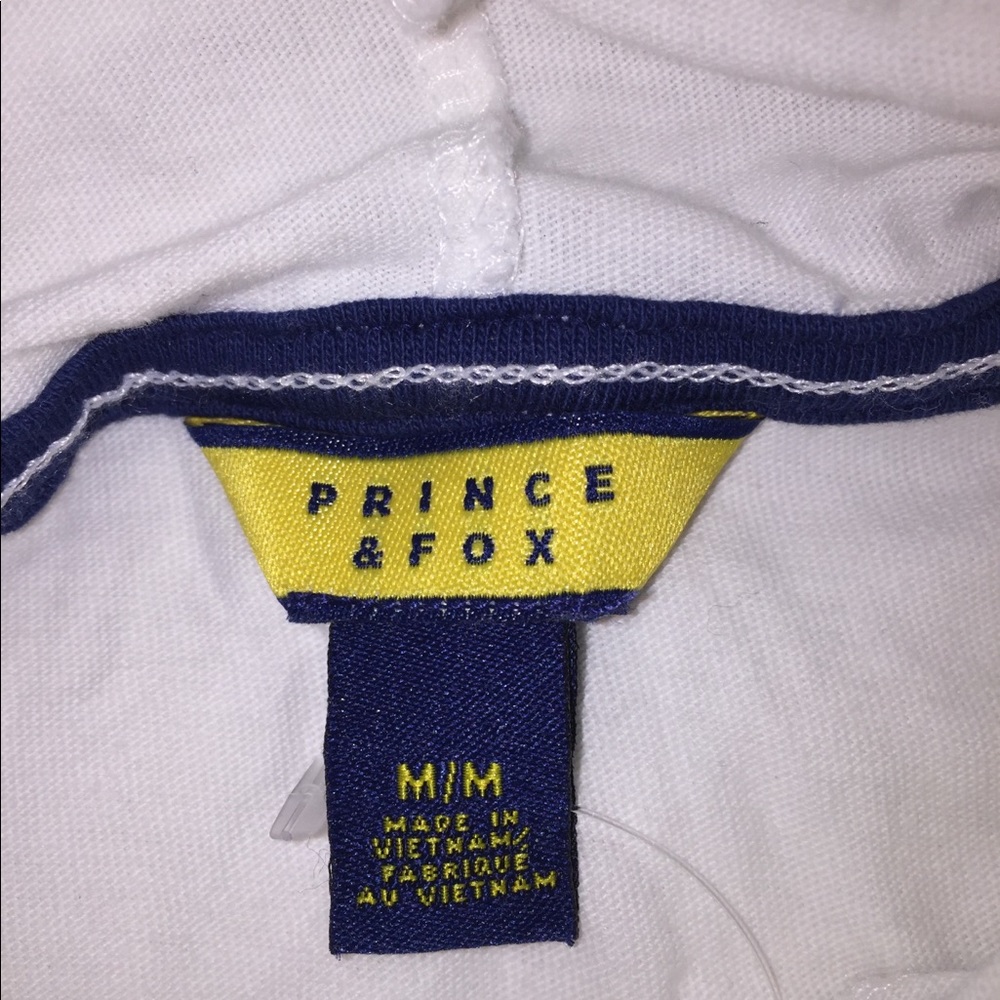 PRINCE
& FOX
M/M
MADE IN
VIETNAM/
FABRIQUÉ
AU VIETNAM